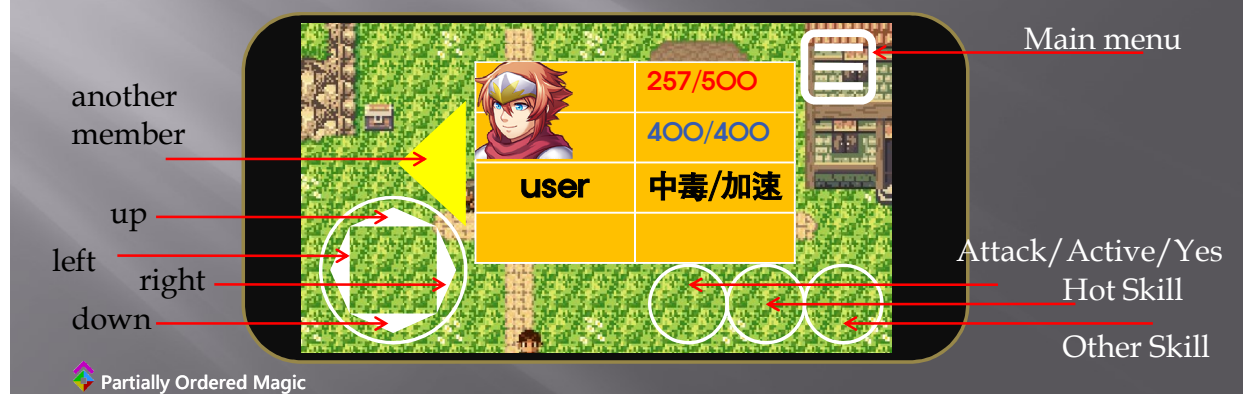 Main menu
another
member
257/500
400/400
user
中毒/加速
up
left
right
down
Attack/Active/Yes
Hot Skill
Other Skill
Partially Ordered Magic